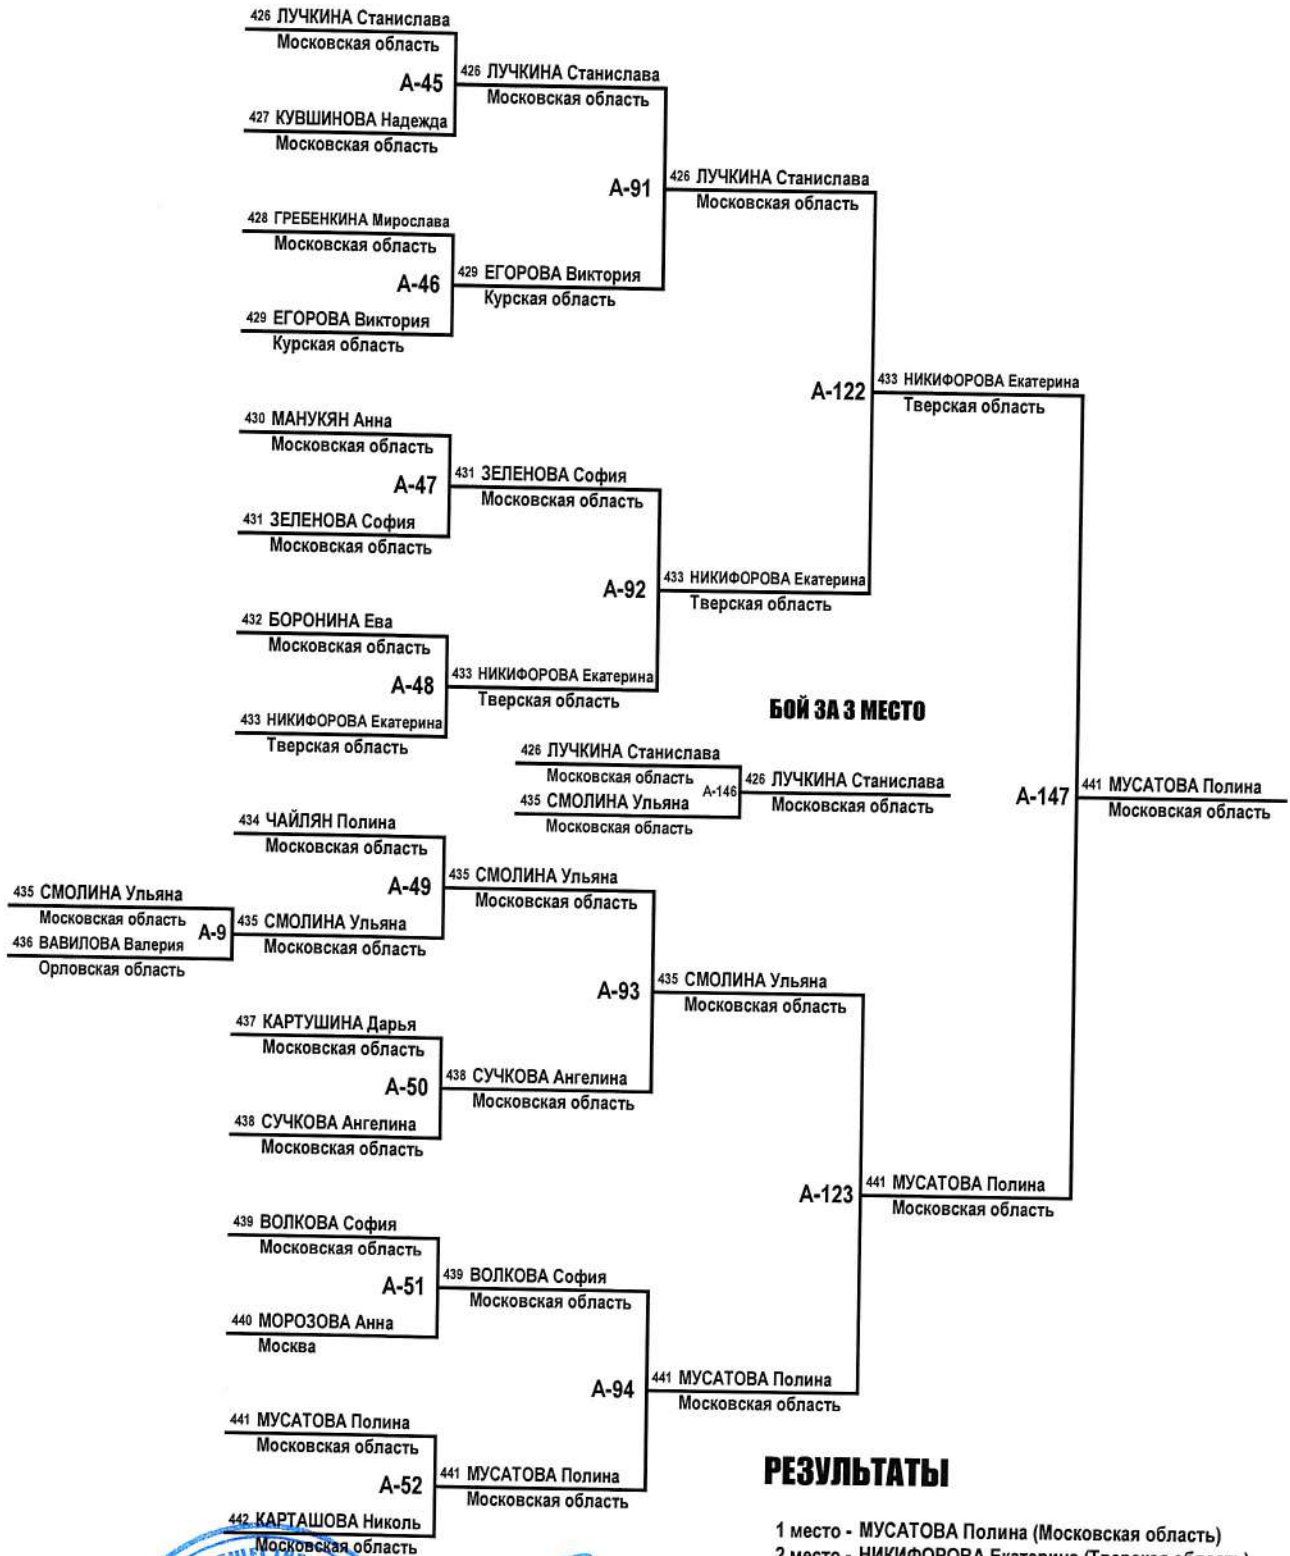 426 ЛУЧКИНА Станислава
Московская область
А-45
427 КУВШИНОВА Надежда
Московская область
426 ЛУЧКИНА Станислава
Московская область
А-91
428 ГРЕБЕНКИНА Мирослава
Московская область
А-46
429 ЕГОРОВА Виктория
Курская область
429 ЕГОРОВА Виктория
Курская область
426 ЛУЧКИНА Станислава
Московская область
А-122
430 МАНУКЯН Анна
Московская область
А-47
431 ЗЕЛЕНОВА София
Московская область
431 ЗЕЛЕНОВА София
Московская область
А-92
432 БОРОНИНА Ева
Московская область
А-48
433 НИКИФОРОВА Екатерина
Тверская область
433 НИКИФОРОВА Екатерина
Тверская область
433 НИКИФОРОВА Екатерина
Тверская область
433 НИКИФОРОВА Екатерина
Тверская область
БОЙ ЗА 3 МЕСТО
426 ЛУЧКИНА Станислава
Московская область
А-146
435 СМОЛИНА Ульяна
Московская область
426 ЛУЧКИНА Станислава
Московская область
А-147
441 МУСАТОВА Полина
Московская область
434 ЧАЙЛЯН Полина
Московская область
А-49
435 СМОЛИНА Ульяна
Московская область
А-9
436 ВАВИЛОВА Валерия
Орловская область
435 СМОЛИНА Ульяна
Московская область
435 СМОЛИНА Ульяна
Московская область
А-93
437 КАРТУШИНА Дарья
Московская область
А-50
438 СУЧКОВА Ангелина
Московская область
438 СУЧКОВА Ангелина
Московская область
435 СМОЛИНА Ульяна
Московская область
А-123
439 ВОЛКОВА София
Московская область
А-51
440 МОРОЗОВА Анна
Москва
439 ВОЛКОВА София
Московская область
А-94
441 МУСАТОВА Полина
Московская область
А-52
442 КАРТАШОВА Николь
Московская область
441 МУСАТОВА Полина
Московская область
441 МУСАТОВА Полина
Московская область
441 МУСАТОВА Полина
Московская область
РЕЗУЛЬТАТЫ
1 место - МУСАТОВА Полина (Московская область)
2 место - НИКИФОРОВА Екатерина (Тверская область)